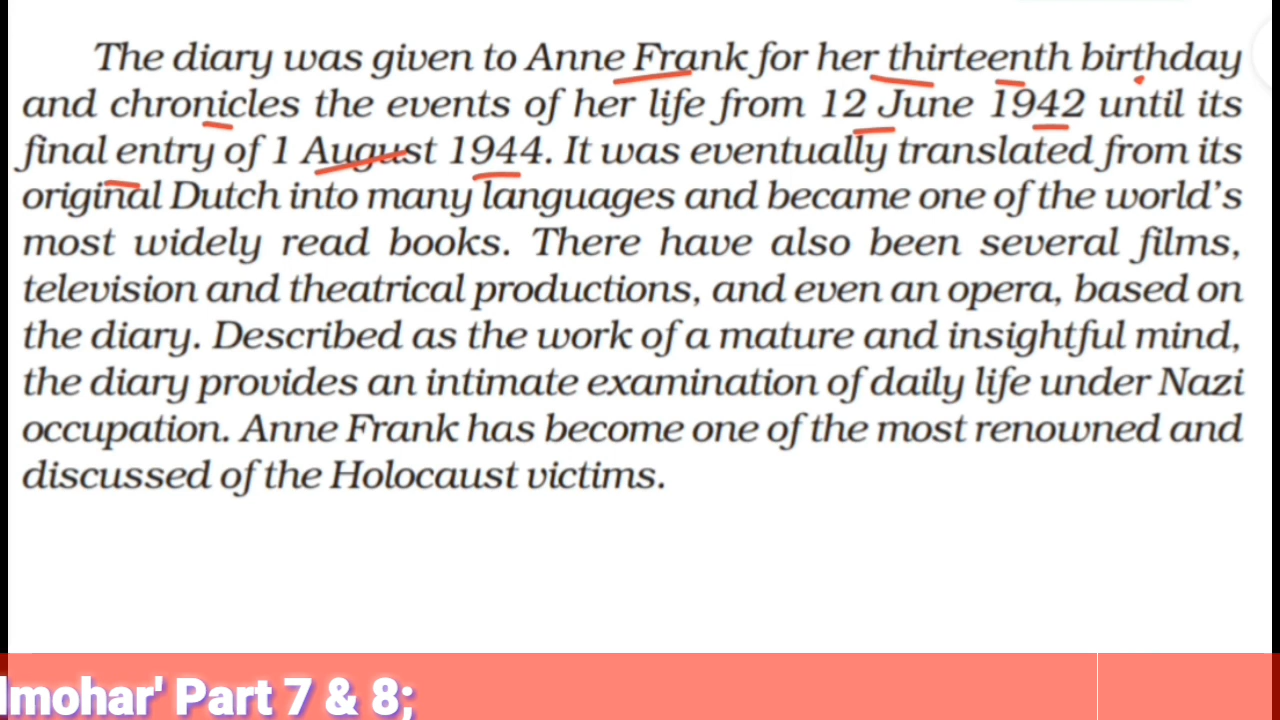 The diary was given to Anne Frank for her thirteenth birthday
and chronicles the events of her life from 12 June 1942 until its
final entry of 1 August 1944. It was eventually translated from its
original Dutch into many languages and became one of the world's
most widely read books. There have also been several films,
television and theatrical productions, and even an opera, based on
the diary. Described as the work of a mature and insightful mind,
the diary provides an intimate examination of daily life under Nazi
occupation. Anne Frank has become one of the most renowned and
discussed of the Holocaust victims.
lmohar' Part 7 & 8;